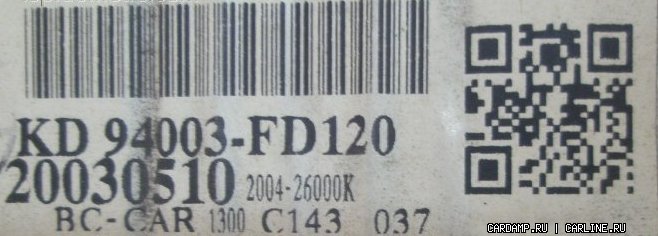 KD 94003-FD120
20030510 2004-26000K
BC-CAR 1300 C143 037
CARDAMP.RU | CARLINE.RU